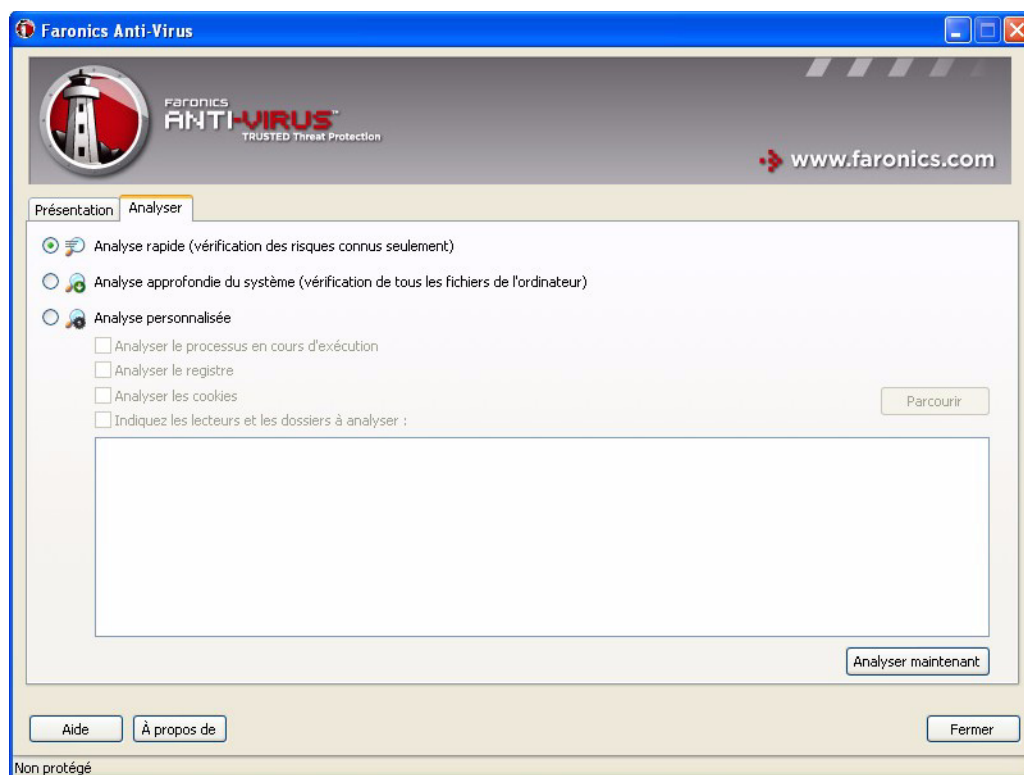 Faronics Anti-Virus
Faronics
ANTI-VIRUS™
TRUSTED Threat Protection
www.faronics.com
Présentation
Analyser
Analyse rapide (vérification des risques connus seulement)
Analyse approfondie du système (vérification de tous les fichiers de l'ordinateur)
Analyse personnalisée
Analyser le processus en cours d'exécution
Analyser le registre
Analyser les cookies
Parcourir
Indiquez les lecteurs et les dossiers à analyser :
Analyser maintenant
Aide
À propos de
Fermer
Non protégé